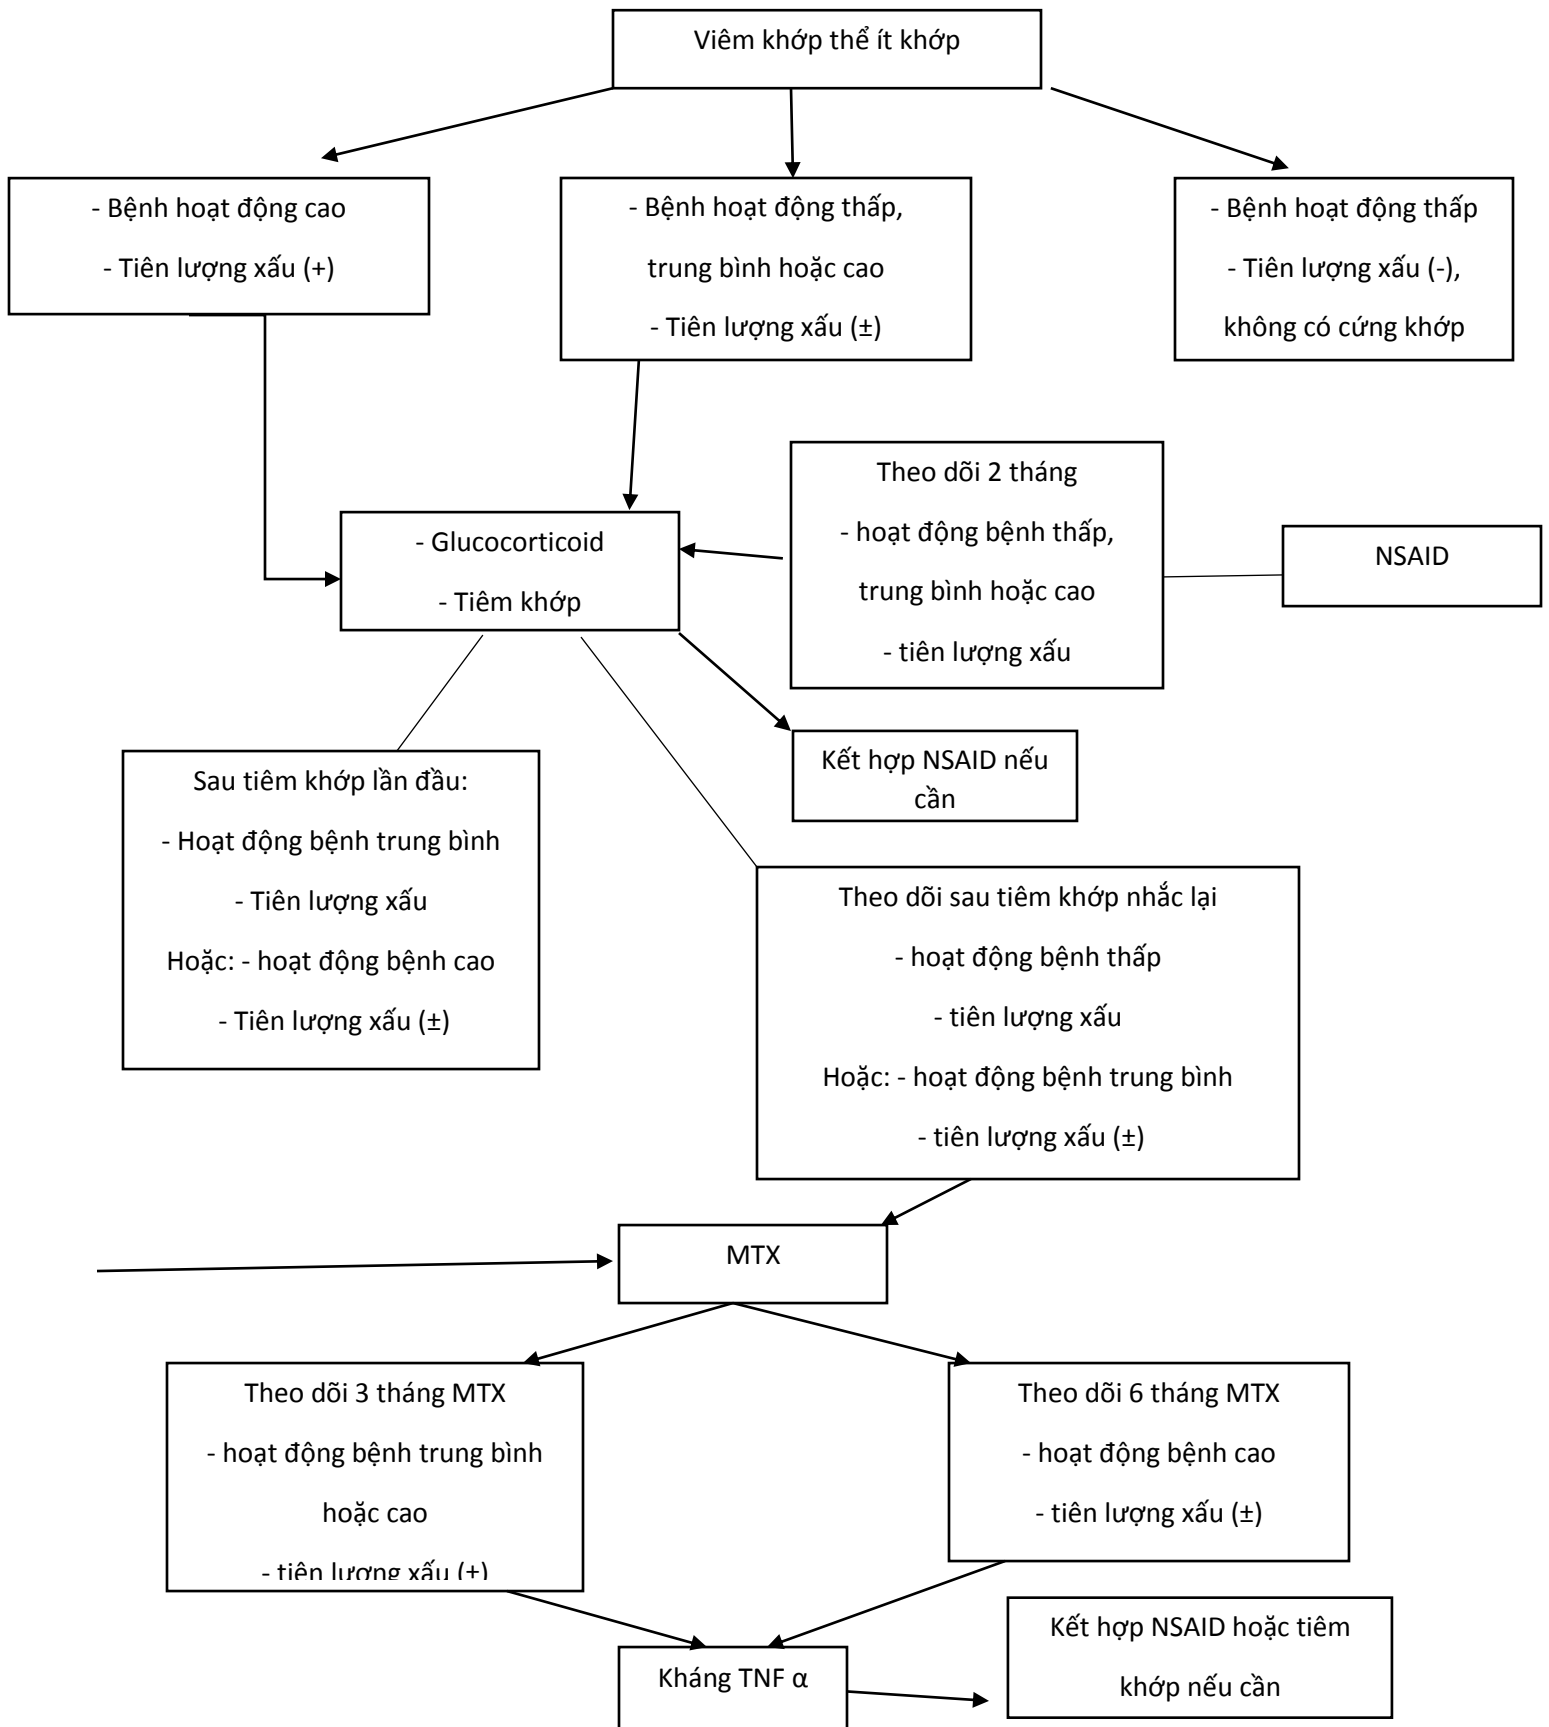 Viêm khớp thể ít khớp
- Bệnh hoạt động cao
- Tiên lượng xấu (+)
- Bệnh hoạt động thấp,
trung bình hoặc cao
- Tiên lượng xấu (±)
- Bệnh hoạt động thấp
- Tiên lượng xấu (-),
không có cứng khớp
Theo dõi 2 tháng
- hoạt động bệnh thấp,
trung bình hoặc cao
- tiên lượng xấu
NSAID
- Glucocorticoid
- Tiêm khớp
Kết hợp NSAID nếu
cần
Sau tiêm khớp lần đầu:
- Hoạt động bệnh trung bình
- Tiên lượng xấu
Hoặc: - hoạt động bệnh cao
- Tiên lượng xấu (±)
Theo dõi sau tiêm khớp nhắc lại
- hoạt động bệnh thấp
- tiên lượng xấu
Hoặc: - hoạt động bệnh trung bình
- tiên lượng xấu (±)
MTX
Theo dõi 3 tháng MTX
- hoạt động bệnh trung bình
hoặc cao
- tiên lượng xấu (+)
Theo dõi 6 tháng MTX
- hoạt động bệnh cao
- tiên lượng xấu (±)
Kháng TNF α
Kết hợp NSAID hoặc tiêm
khớp nếu cần